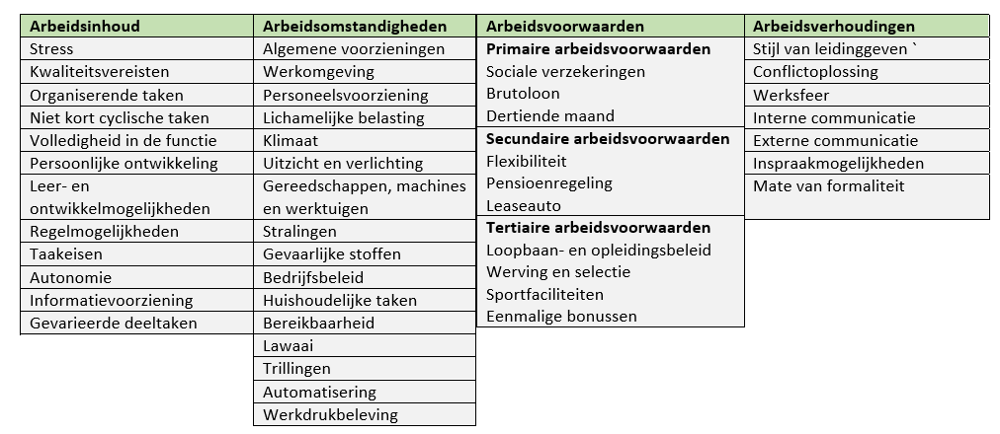 Arbeidsinhoud
Stress
Kwaliteitsvereisten
Organiserende taken
Niet kort cyclische taken
Volledigheid in de functie
Persoonlijke ontwikkeling
Leer- en
ontwikkelmogelijkheden
Regelmogelijkheden
Taakeisen
Autonomie
Informatievoorziening
Gevarieerde deeltaken
Arbeidsomstandigheden
Algemene voorzieningen
Werkomgeving
Personeelsvoorziening
Lichamelijke belasting
Klimaat
Uitzicht en verlichting
Gereedschappen, machines
en werktuigen
Stralingen
Gevaarlijke stoffen
Bedrijfsbeleid
Huishoudelijke taken
Bereikbaarheid
Lawaai
Trillingen
Automatisering
Werkdrukbeleving
Arbeidsvoorwaarden
Primaire arbeidsvoorwaarden
Sociale verzekeringen
Brutoloon
Dertiende maand
Secundaire arbeidsvoorwaarden
Flexibiliteit
Pensioenregeling
Leaseauto
Tertiaire arbeidsvoorwaarden
Loopbaan- en opleidingsbeleid
Werving en selectie
Sportfaciliteiten
Eenmalige bonussen
Arbeidsverhoudingen
Stijl van leidinggeven `
Conflictoplossing
Werksfeer
Interne communicatie
Externe communicatie
Inspraakmogelijkheden
Mate van formaliteit